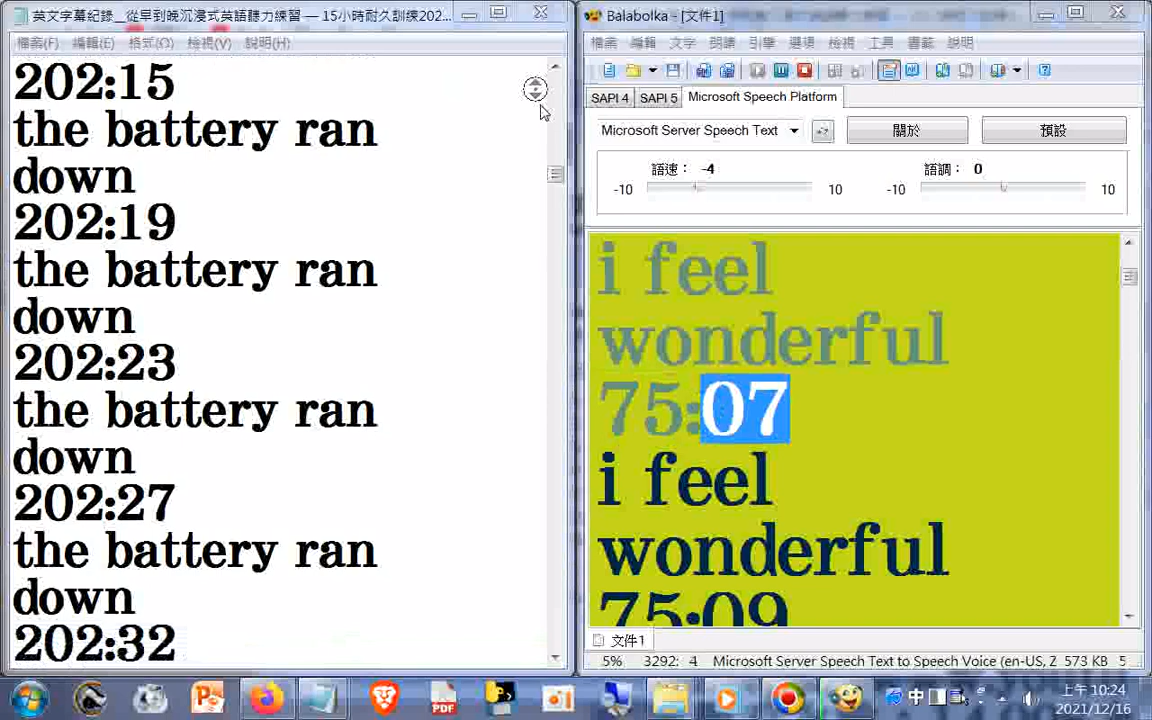 英文字幕紀錄__從早到晚沉浸式英語聽力練習 — 15小時耐久訓練202...
檔案(F) 編輯(E) 格式(O) 檢視(V) 說明(H)
202:15
the battery ran
down
202:19
the battery ran
down
202:23
the battery ran
down
202:27
the battery ran
down
202:32
Balabolka - [文件1]
檔案 編輯 文字 朗讀 引擎 選項 檢視 工具 書籤 說明
SAPI 4 SAPI 5 Microsoft Speech Platform
Microsoft Server Speech Text 關於 預設
語速： -4 語調： 0
-10 10 -10 10
i feel
wonderful
75:07
i feel
wonderful
75:09
文件1
5% 3292: 4 Microsoft Server Speech Text to Speech Voice (en-US, 2 573 KB 5
PDF
中
上午 10:24
2021/12/16